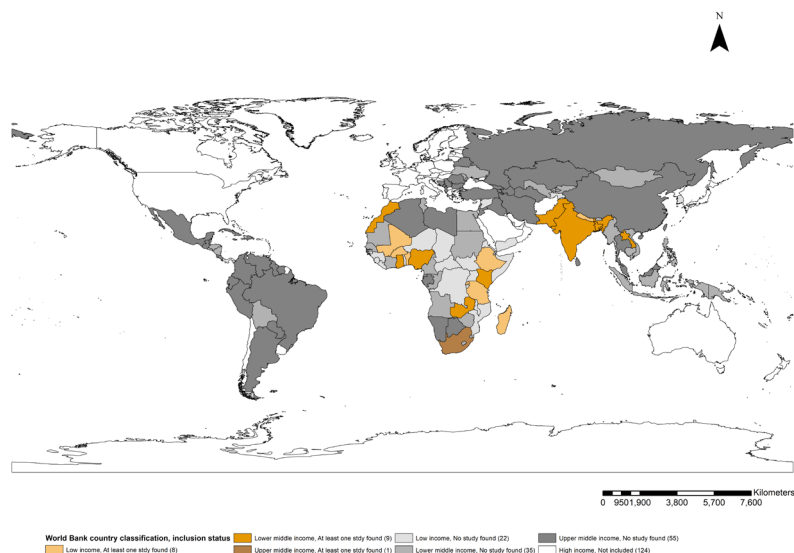 N
Kilometers
0 950 1,900 3,800 5,700 7,600
World Bank country classification, inclusion status
Low income, At least one stdy found (8)
Lower middle income, At least one stdy found (9)
Upper middle income, At least one stdy found (1)
Low income, No study found (22)
Lower middle income, No study found (35)
Upper middle income, No study found (55)
High income, Not included (124)